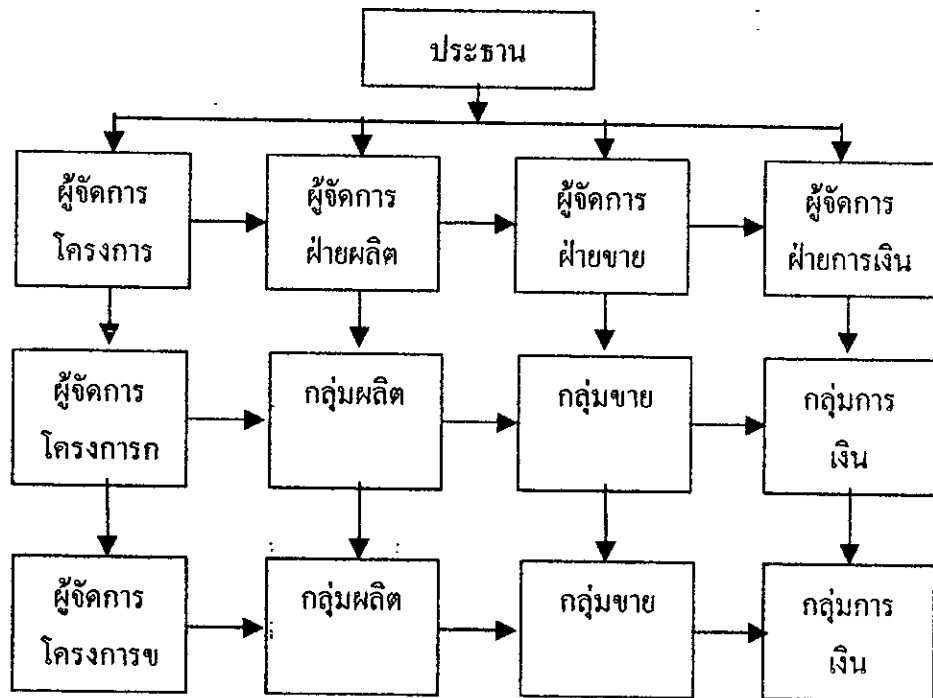 ประธาน
ผู้จัดการ
โครงการ
ผู้จัดการ
ฝ่ายผลิต
ผู้จัดการ
ฝ่ายขาย
ผู้จัดการ
ฝ่ายการเงิน
ผู้จัดการ
โครงการก
กลุ่มผลิต
กลุ่มขาย
กลุ่มการ
เงิน
ผู้จัดการ
โครงการข
กลุ่มผลิต
กลุ่มขาย
กลุ่มการ
เงิน